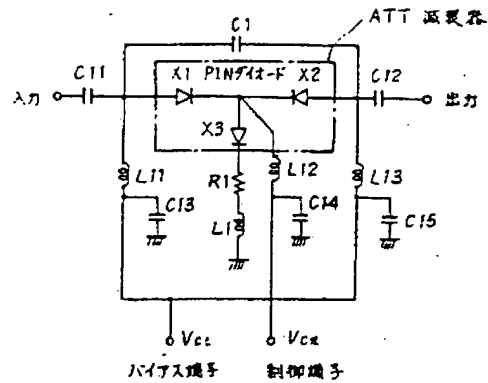 ATT 減衰器
C1
C11
X1 PINダイオード X2
C12
入力
出力
X3
L11
R1
L12
L13
C13
L1
C14
C15
Vct
バイアス端子
制御端子